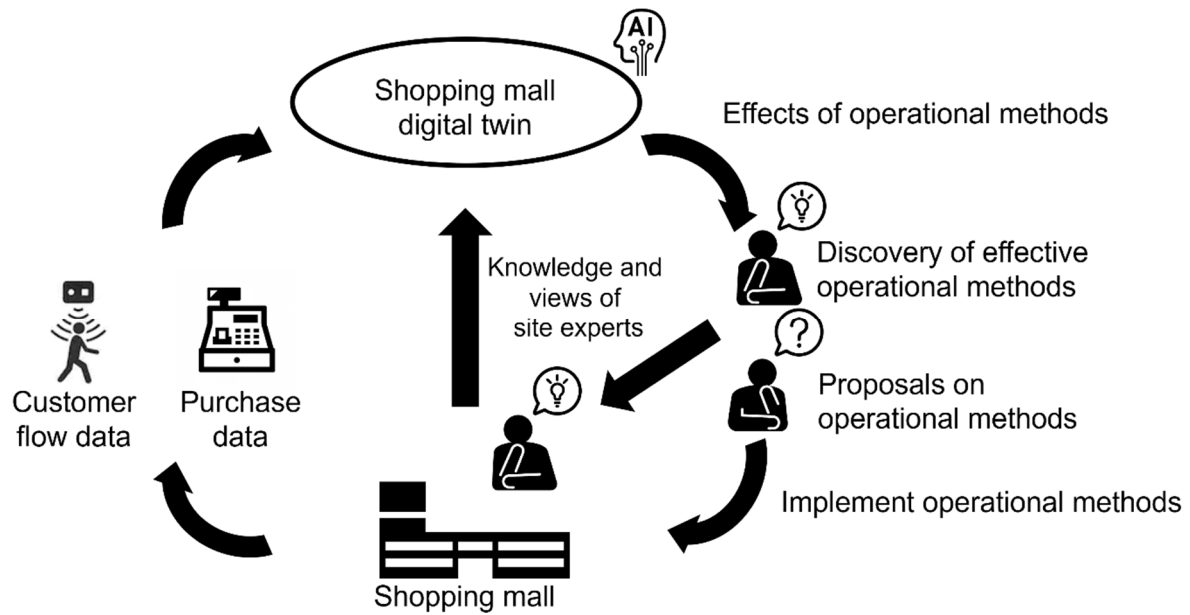 AI
Shopping mall
digital twin
Effects of operational methods
Discovery of effective
operational methods
Knowledge and
views of
site experts
?
Proposals on
operational methods
Customer
flow data
Purchase
data
Implement operational methods
Shopping mall